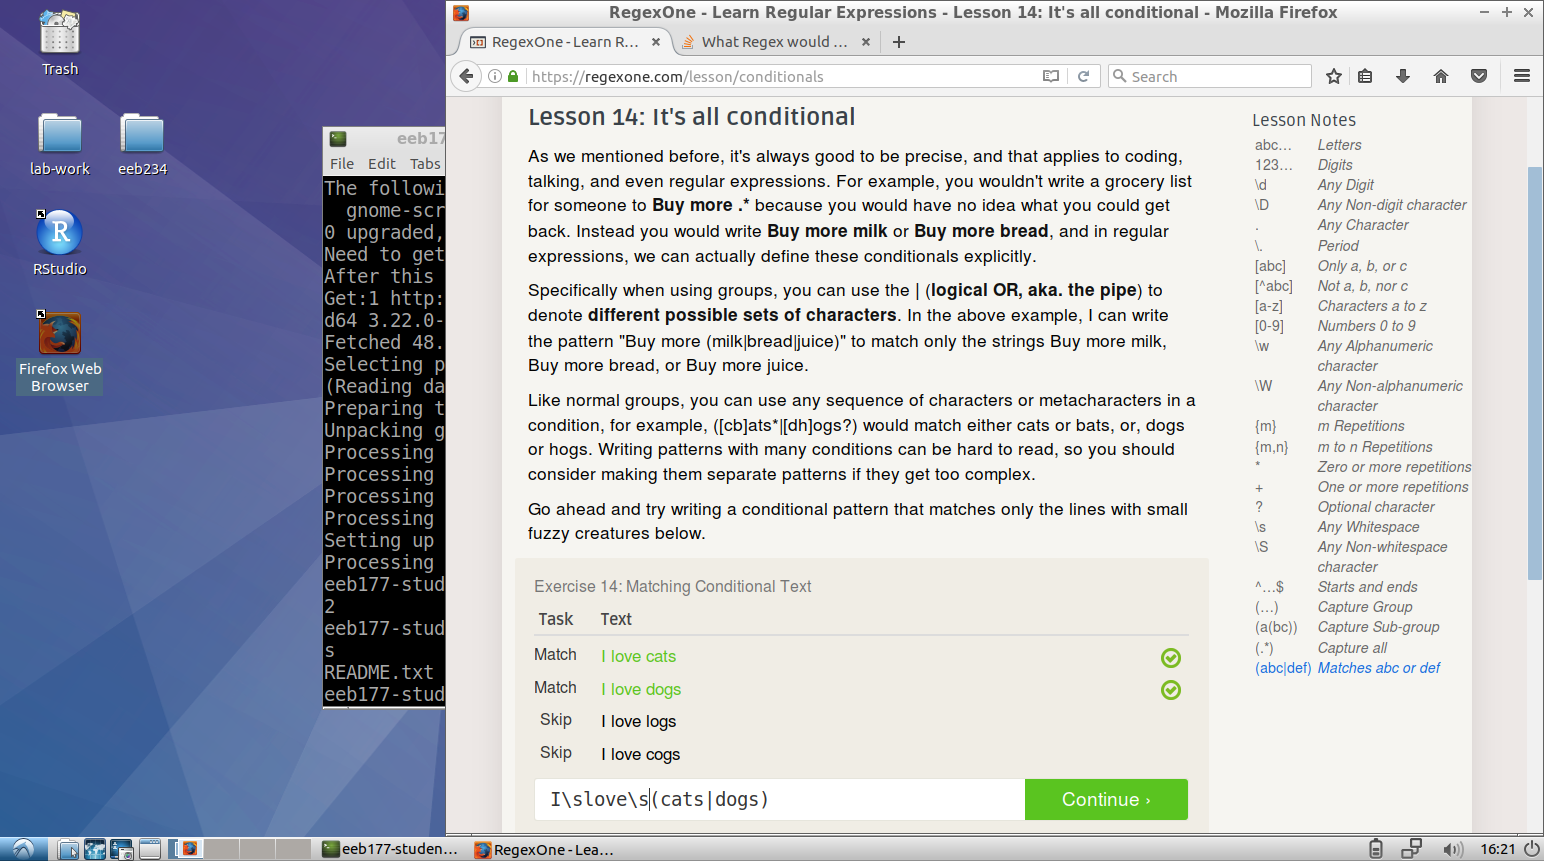 RegexOne - Learn Regular Expressions - Lesson 14: It's all conditional - Mozilla Firefox
RegexOne - Learn R...
What Regex would ...
https://regexone.com/lesson/conditionals
Search
Trash
lab-work
eeb234
RStudio
Firefox Web
Browser
eeb17
File Edit Tabs
The followi
gnome-scr
0 upgraded,
Need to get
After this
Get:1 http:
d64 3.22.0-
Fetched 48.
Selecting p
(Reading da
Preparing t
Unpacking g
Processing
Processing
Processing
Processing
Setting up
Processing
eeb177-stud
2
eeb177-stud
s
README.txt
eeb177-stud
Lesson 14: It's all conditional
As we mentioned before, it's always good to be precise, and that applies to coding,
talking, and even regular expressions. For example, you wouldn't write a grocery list
for someone to Buy more .* because you would have no idea what you could get
back. Instead you would write Buy more milk or Buy more bread, and in regular
expressions, we can actually define these conditionals explicitly.
Specifically when using groups, you can use the | (logical OR, aka. the pipe) to
denote different possible sets of characters. In the above example, I can write
the pattern "Buy more (milk|bread|juice)" to match only the strings Buy more milk,
Buy more bread, or Buy more juice.
Like normal groups, you can use any sequence of characters or metacharacters in a
condition, for example, ([cb]ats*|[dh]ogs?) would match either cats or bats, or, dogs
or hogs. Writing patterns with many conditions can be hard to read, so you should
consider making them separate patterns if they get too complex.
Go ahead and try writing a conditional pattern that matches only the lines with small
fuzzy creatures below.
Exercise 14: Matching Conditional Text
Task Text
Match I love cats
Match I love dogs
Skip I love logs
Skip I love cogs
I\slove\s(cats|dogs)
Continue ›
Lesson Notes
abc… Letters
123… Digits
\d Any Digit
\D Any Non-digit character
. Any Character
\. Period
[abc] Only a, b, or c
[^abc] Not a, b, nor c
[a-z] Characters a to z
[0-9] Numbers 0 to 9
\w Any Alphanumeric
character
\W Any Non-alphanumeric
character
{m} m Repetitions
{m,n} m to n Repetitions
* Zero or more repetitions
+ One or more repetitions
? Optional character
\s Any Whitespace
\S Any Non-whitespace
character
^…$ Starts and ends
(…) Capture Group
(a(bc)) Capture Sub-group
(.*) Capture all
(abc|def) Matches abc or def
eeb177-studen...
RegexOne - Lea...
16:21